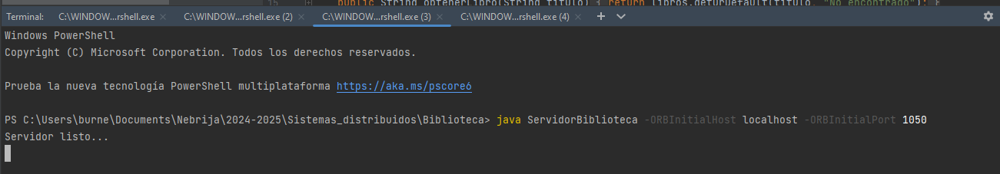 15 public String obtenerLibro(String titulo) { return libros.getOrDefault(titulo, "No encontrado"); }
Terminal: C:\WINDOW...rshell.exe × C:\WINDOW...rshell.exe (2) × C:\WINDOW...rshell.exe (3) × C:\WINDOW...rshell.exe (4) × +
Windows PowerShell
Copyright (C) Microsoft Corporation. Todos los derechos reservados.
Prueba la nueva tecnología PowerShell multiplataforma https://aka.ms/pscore6
PS C:\Users\burne\Documents\Nebrija\2024-2025\Sistemas_distribuidos\Biblioteca> java ServidorBiblioteca -ORBInitialHost localhost -ORBInitialPort 1050
Servidor listo...